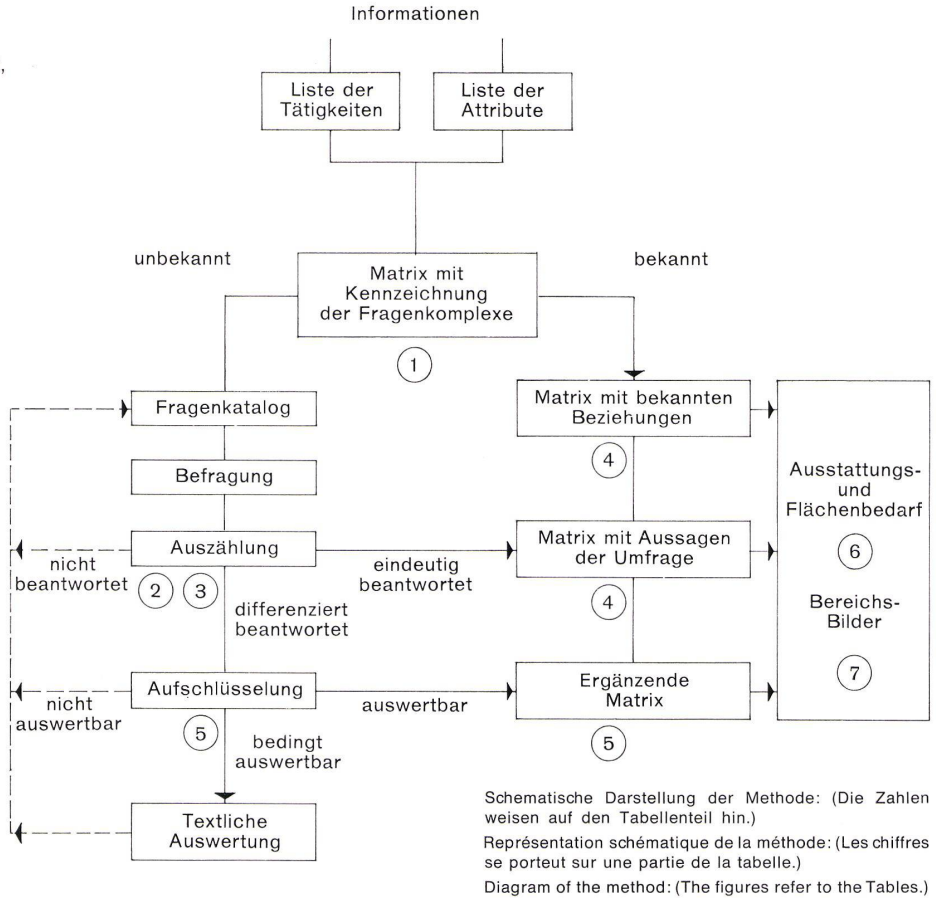 Informationen
Liste der
Tätigkeiten
Liste der
Attribute
unbekannt
bekannt
Matrix mit
Kennzeichnung
der Fragenkomplexe
1
Fragenkatalog
Matrix mit bekannten
Beziehungen
4
Befragung
Ausstattungs-
und
Flächenbedarf
6
Auszählung
nicht
beantwortet
2 3
eindeutig
beantwortet
differenziert
beantwortet
Matrix mit Aussagen
der Umfrage
4
Bereichs-
Bilder
7
Aufschlüsselung
nicht
auswertbar
5
auswertbar
bedingt
auswertbar
Ergänzende
Matrix
5
Textliche
Auswertung
Schematische Darstellung der Methode: (Die Zahlen
weisen auf den Tabellenteil hin.)
Représentation schématique de la méthode: (Les chiffres
se porteut sur une partie de la tabelle.)
Diagram of the method: (The figures refer to the Tables.)